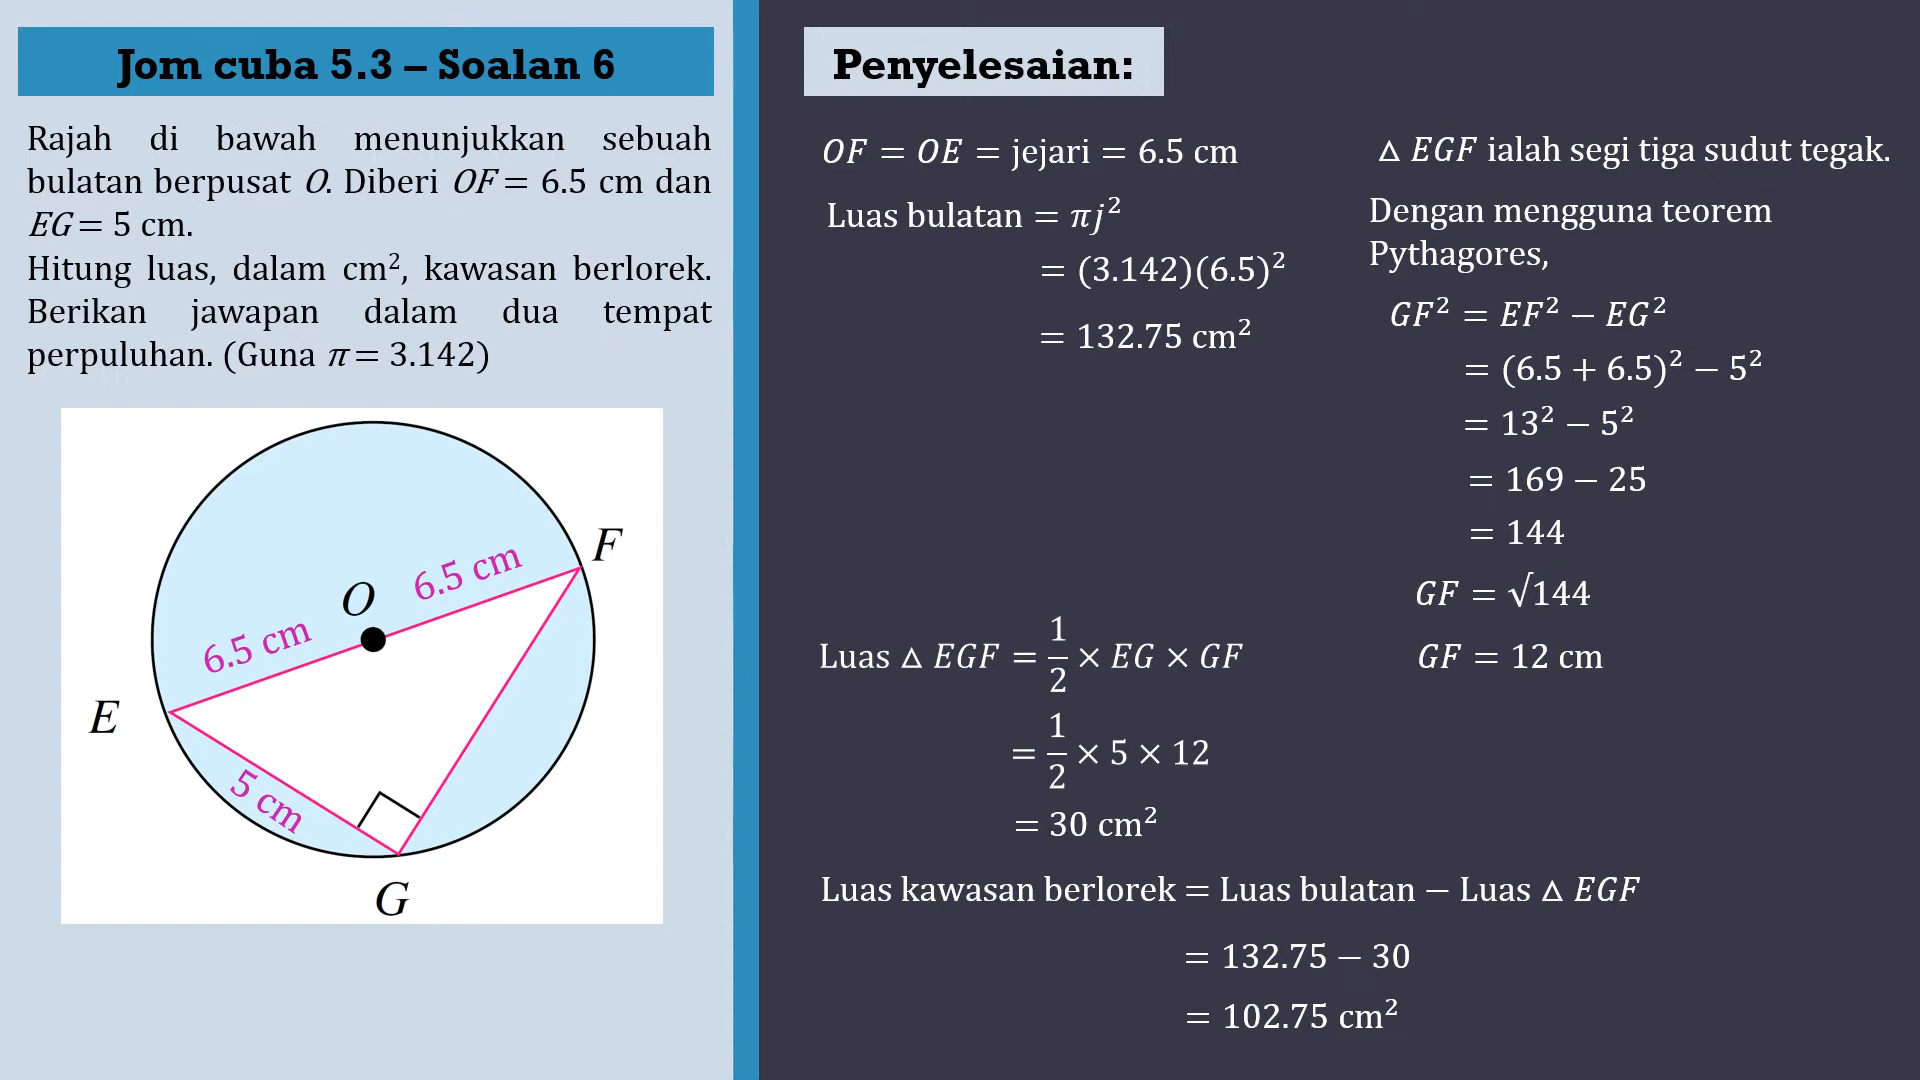 Jom cuba 5.3 – Soalan 6
Rajah di bawah menunjukkan sebuah
bulatan berpusat O. Diberi OF = 6.5 cm dan
EG = 5 cm.
Hitung luas, dalam cm², kawasan berlorek.
Berikan jawapan dalam dua tempat
perpuluhan. (Guna π = 3.142)
F
6.5 cm
O
6.5 cm
E
5 cm
G
Penyelesaian:
OF = OE = jejari = 6.5 cm
Luas bulatan = πj²
= (3.142)(6.5)²
= 132.75 cm²
△ EGF ialah segi tiga sudut tegak.
Dengan mengguna teorem
Pythagores,
GF² = EF² − EG²
= (6.5 + 6.5)² − 5²
= 13² − 5²
= 169 − 25
= 144
GF = √144
GF = 12 cm
Luas △ EGF = 1/2 × EG × GF
= 1/2 × 5 × 12
= 30 cm²
Luas kawasan berlorek = Luas bulatan − Luas △ EGF
= 132.75 − 30
= 102.75 cm²